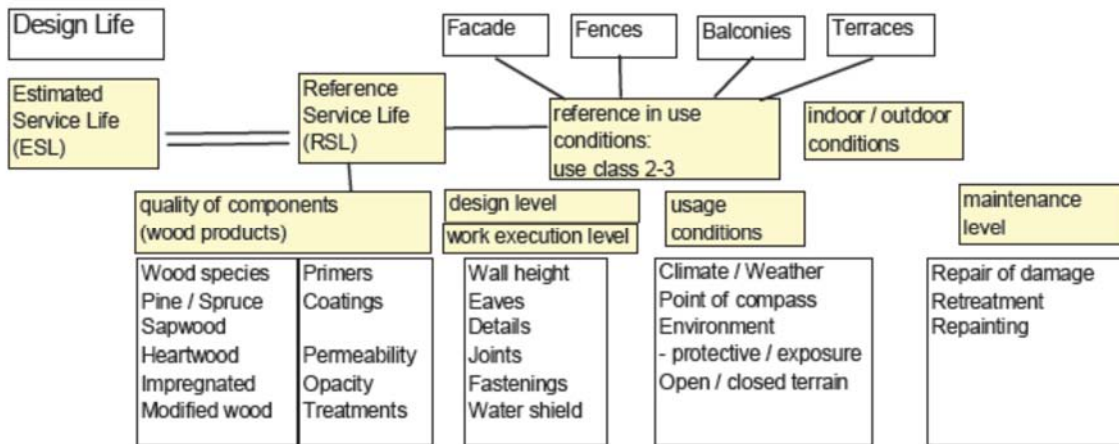 Design Life
Facade
Fences
Balconies
Terraces
Estimated
Service Life
(ESL)
Reference
Service Life
(RSL)
reference in use
conditions:
use class 2-3
indoor / outdoor
conditions
quality of components
(wood products)
design level
work execution level
usage
conditions
maintenance
level
Wood species
Pine / Spruce
Sapwood
Heartwood
Impregnated
Modified wood
Primers
Coatings
Permeability
Opacity
Treatments
Wall height
Eaves
Details
Joints
Fastenings
Water shield
Climate / Weather
Point of compass
Environment
- protective / exposure
Open / closed terrain
Repair of damage
Retreatment
Repainting